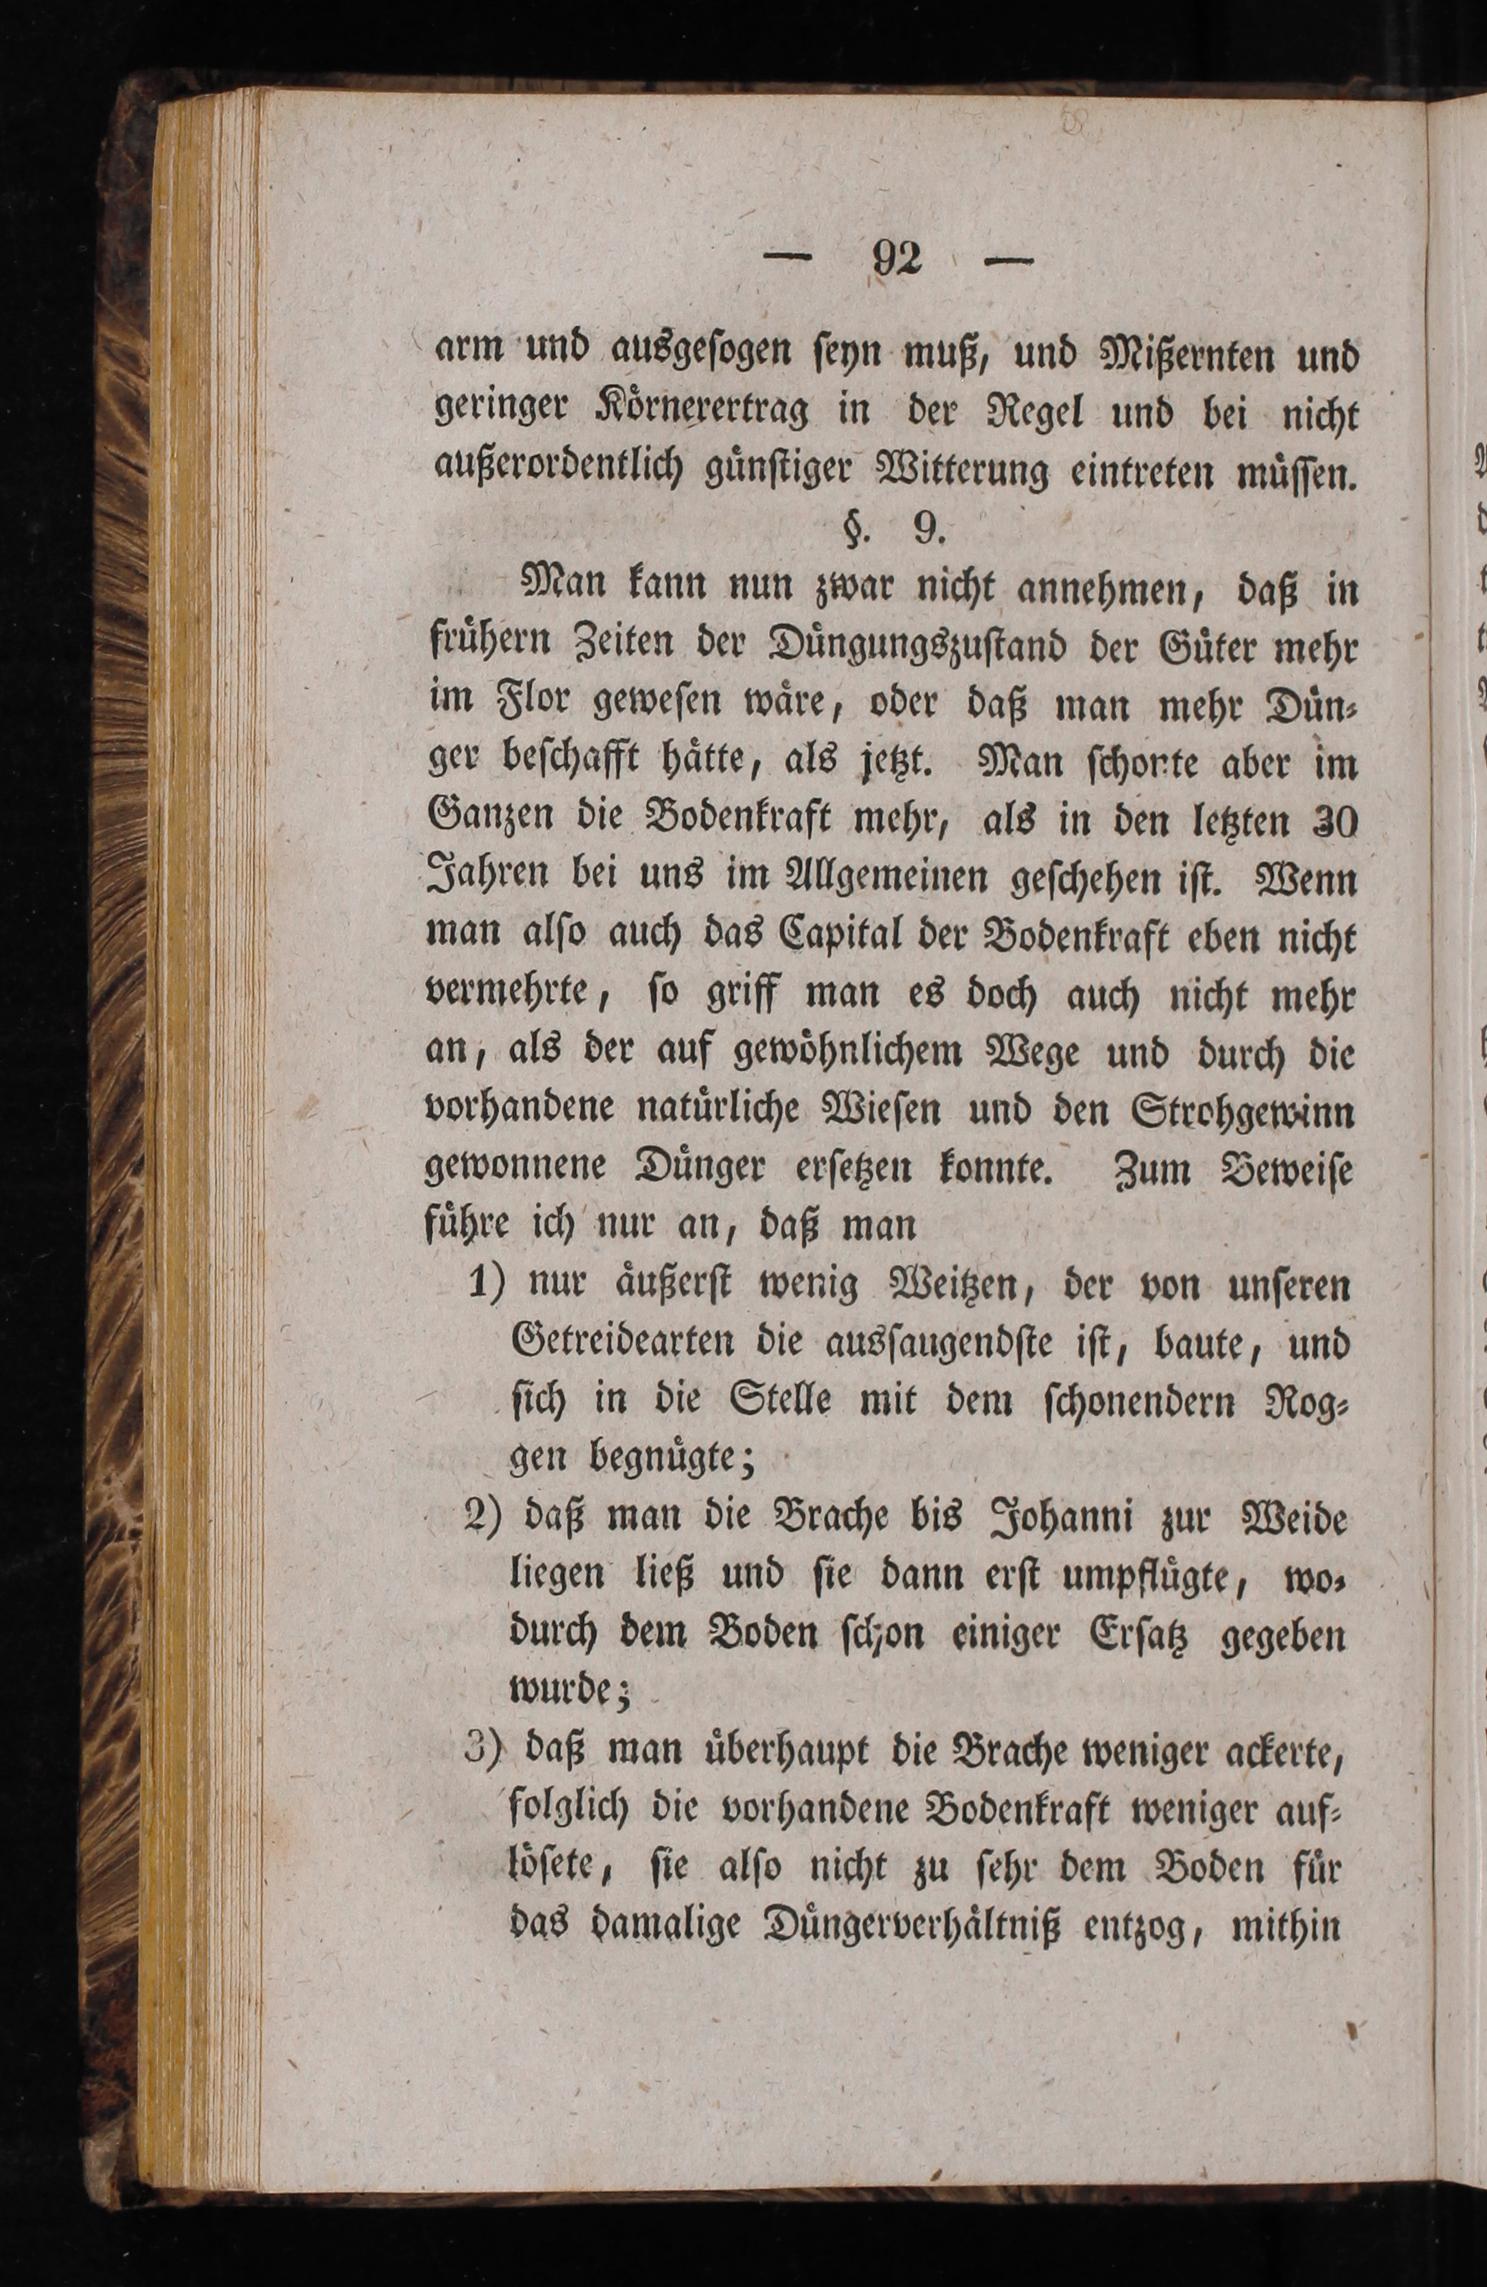 — 92 —
arm und ausgeſogen ſeyn muß, und Mißernten und
geringer Körnerertrag in der Regel und bei nicht
außerordentlich günſtiger Witterung eintreten müſſen.
§. 9.
Man kann nun zwar nicht annehmen, daß in
frühern Zeiten der Düngungszuſtand der Güter mehr
im Flor geweſen wäre, oder daß man mehr Dün⸗
ger beſchafft hätte, als jetzt. Man ſchonte aber im
Ganzen die Bodenkraft mehr, als in den letzten 30
Jahren bei uns im Allgemeinen geſchehen iſt. Wenn
man alſo auch das Capital der Bodenkraft eben nicht
vermehrte, ſo griff man es doch auch nicht mehr
an, als der auf gewöhnlichem Wege und durch die
vorhandene natürliche Wieſen und den Strohgewinn
gewonnene Dünger erſetzen konnte. Zum Beweiſe
führe ich nur an, daß man
1) nur äußerſt wenig Weitzen, der von unſeren
Getreidearten die ausſaugendſte iſt, baute, und
ſich in die Stelle mit dem ſchonendern Rog⸗
gen begnügte;
2) daß man die Brache bis Johanni zur Weide
liegen ließ und ſie dann erſt umpflügte, wo⸗
durch dem Boden ſchon einiger Erſatz gegeben
wurde;
3) daß man überhaupt die Brache weniger ackerte,
folglich die vorhandene Bodenkraft weniger auf⸗
löſete, ſie alſo nicht zu ſehr dem Boden für
das damalige Düngerverhältniß entzog, mithin